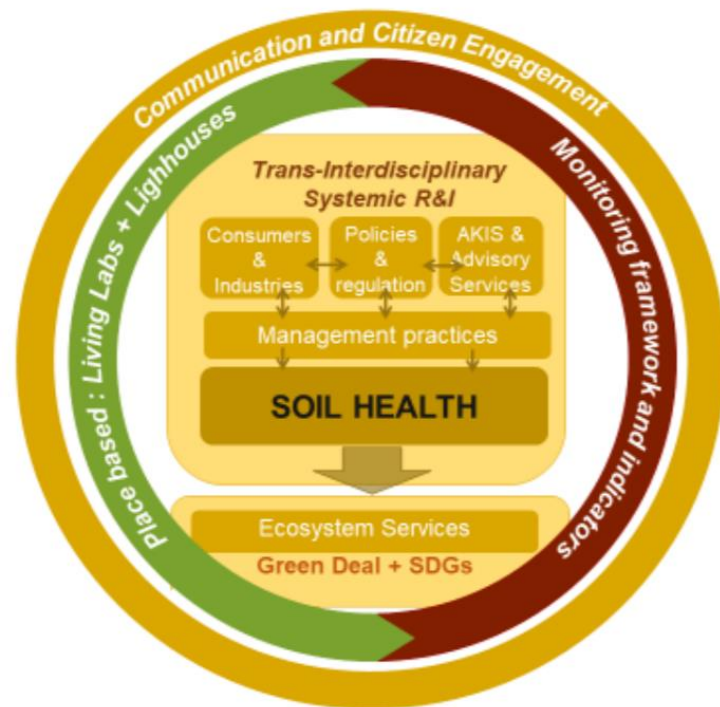 Communication and Citizen Engagement
Place based : Living Labs + Lighhouses
Monitoring framework and indicators
Trans-Interdisciplinary
Systemic R&I
Consumers
&
Industries
Policies
&
regulation
AKIS &
Advisory
Services
Management practices
SOIL HEALTH
Ecosystem Services
Green Deal + SDGs